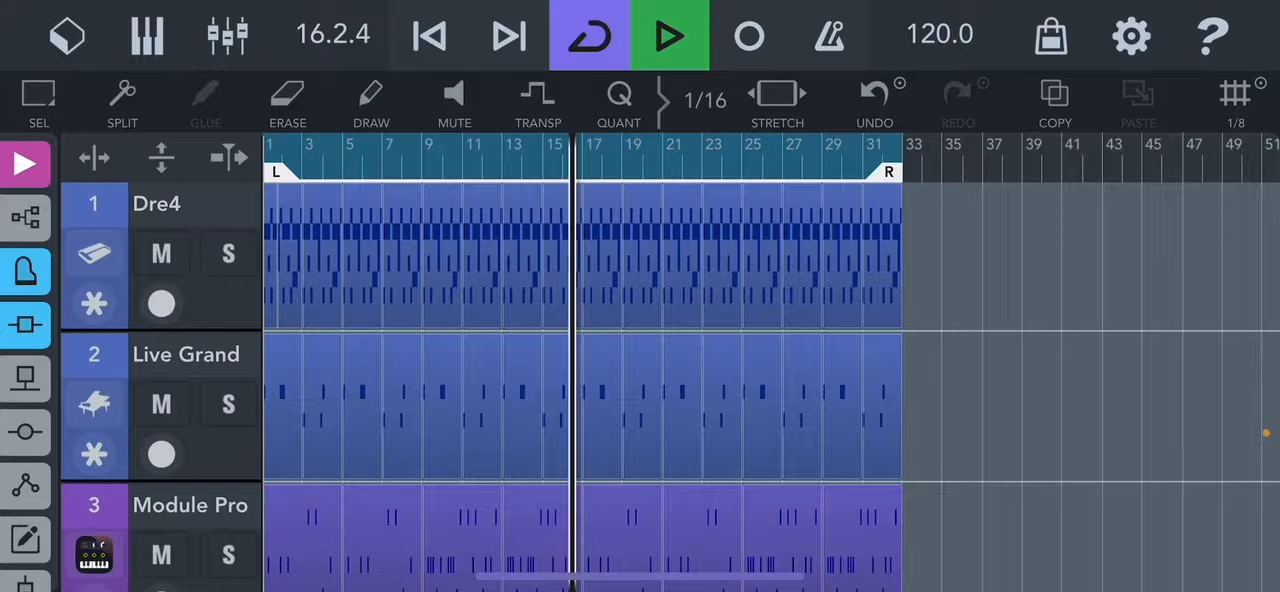 16.2.4 120.0 ?
SEL SPLIT GLUE ERASE DRAW MUTE TRANSP Q QUANT 1/16 STRETCH UNDO REDO COPY PASTE 1/8
1 3 5 7 9 11 13 15 17 19 21 23 25 27 29 31 33 35 37 39 41 43 45 47 49 51
L R
1 Dre4
M S
2 Live Grand
M S
3 Module Pro
M S